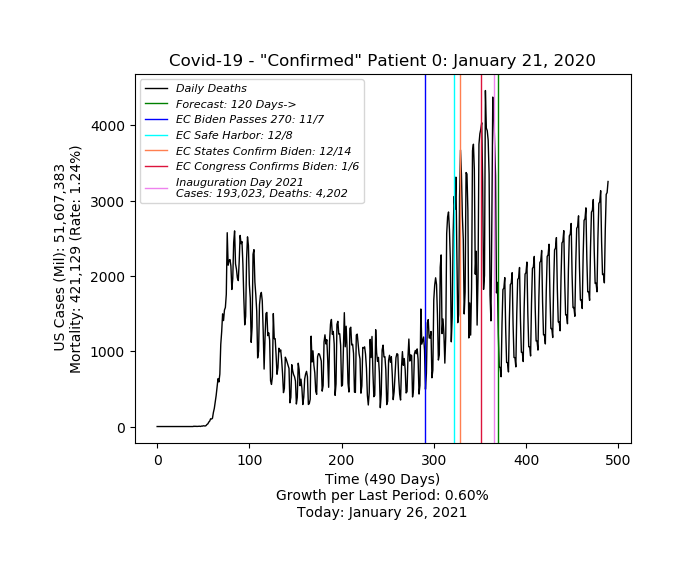 Covid-19 - "Confirmed" Patient 0: January 21, 2020
Daily Deaths
Forecast: 120 Days->
EC Biden Passes 270: 11/7
EC Safe Harbor: 12/8
EC States Confirm Biden: 12/14
EC Congress Confirms Biden: 1/6
Inauguration Day 2021
Cases: 193,023, Deaths: 4,202
US Cases (Mil): 51,607,383
Mortality: 421,129 (Rate: 1.24%)
4000
3000
2000
1000
0
0 100 200 300 400 500
Time (490 Days)
Growth per Last Period: 0.60%
Today: January 26, 2021